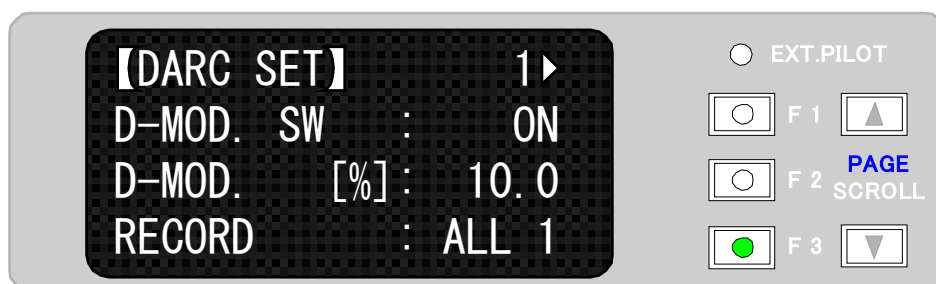 【DARC SET】 1▶
D-MOD. SW : ON
D-MOD. [%]: 10.0
RECORD : ALL 1
EXT.PILOT
F 1
F 2
PAGE
SCROLL
F 3